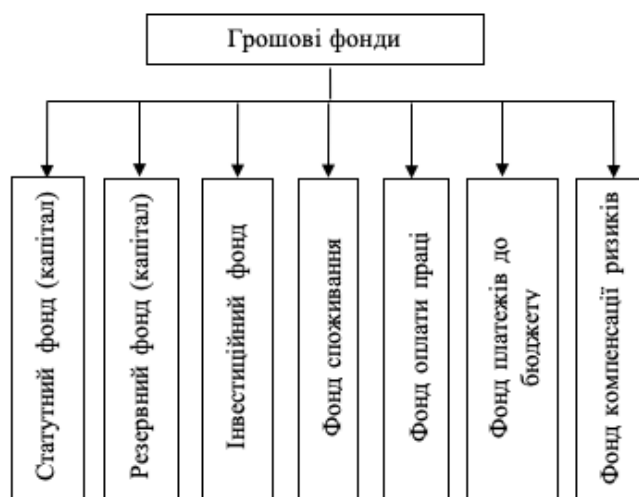 Грошові фонди
Статутний фонд (капітал)
Резервний фонд (капітал)
Інвестиційний фонд
Фонд споживання
Фонд оплати праці
Фонд платежів до
бюджету
Фонд компенсації ризиків